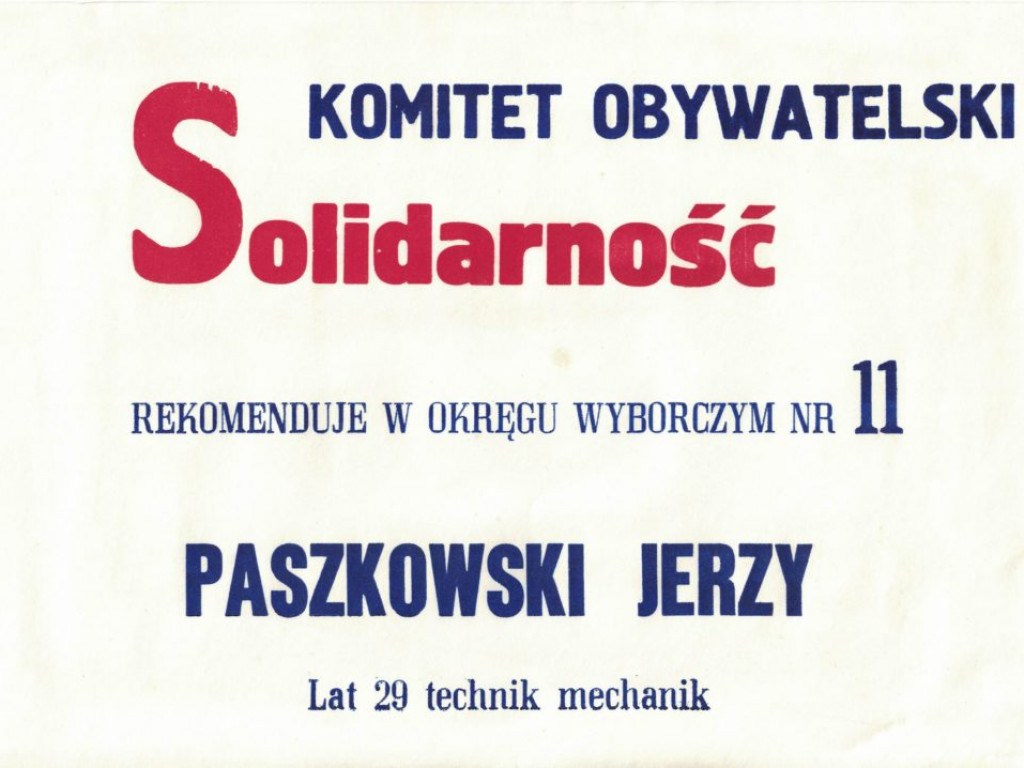 KOMITET OBYWATELSKI
Solidarność
REKOMENDUJE W OKRĘGU WYBORCZYM NR 11
PASZKOWSKI JERZY
Lat 29 technik mechanik